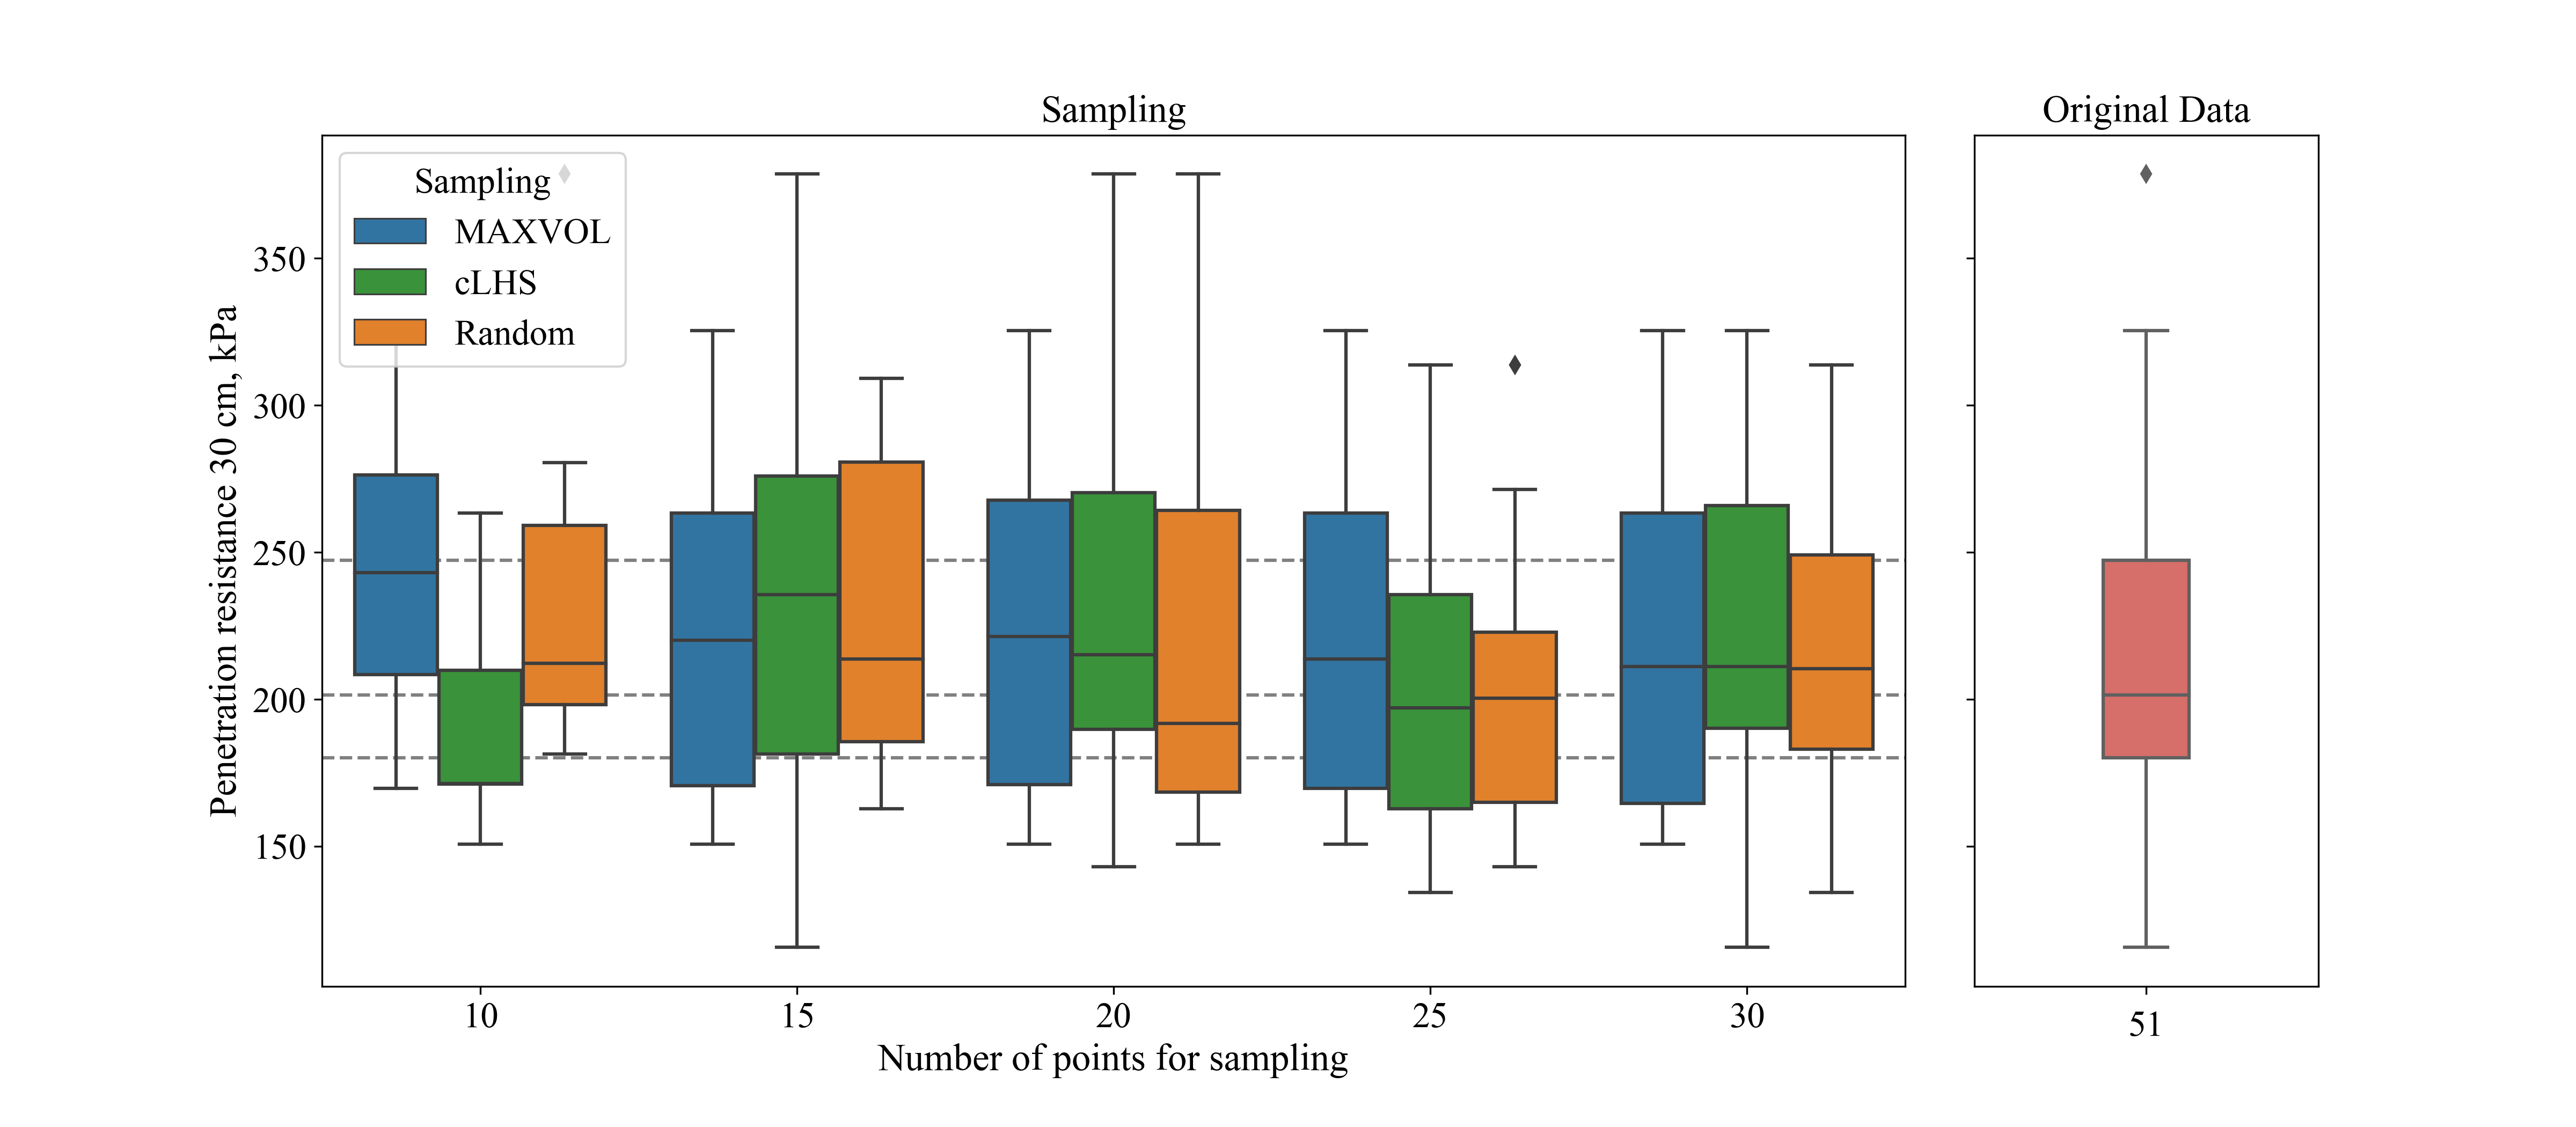 Sampling
Original Data
Sampling
MAXVOL
cLHS
Random
Penetration resistance 30 cm, kPa
350
300
250
200
150
10 15 20 25 30
51
Number of points for sampling